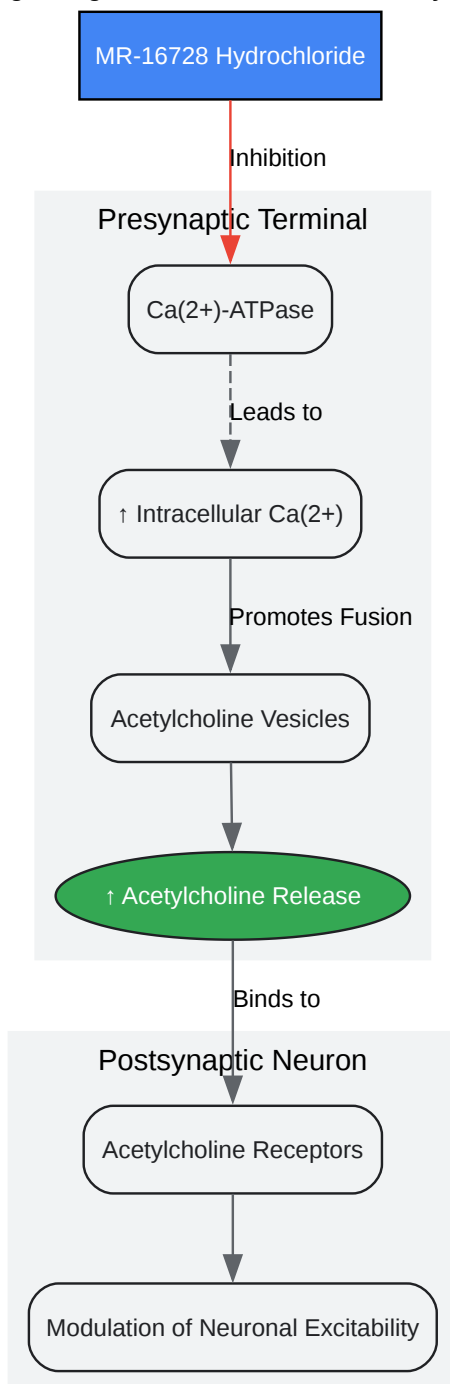 MR-16728 Hydrochloride
Inhibition
Presynaptic Terminal
Ca(2+)-ATPase
Leads to
↑ Intracellular Ca(2+)
Promotes Fusion
Acetylcholine Vesicles
↑ Acetylcholine Release
Binds to
Postsynaptic Neuron
Acetylcholine Receptors
Modulation of Neuronal Excitability